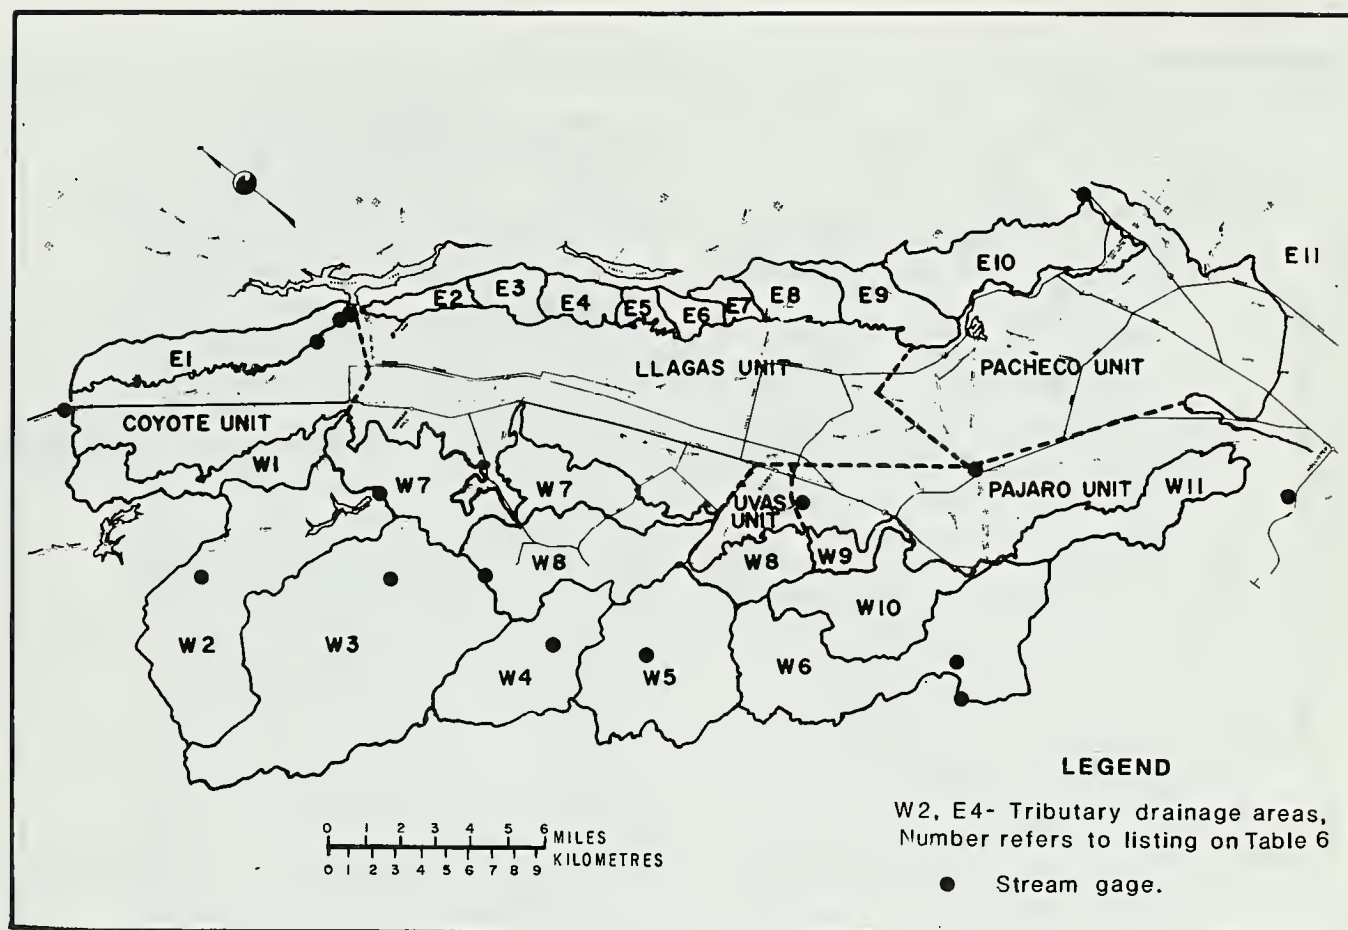 E11
E10
E2
E3
E4
E5
E6
E7
E8
E9
E1
LLAGAS UNIT
PACHECO UNIT
COYOTE UNIT
W1
W7
W7
UVAS
UNIT
PAJARO UNIT
W11
W8
W8
W9
W10
W2
W3
W4
W5
W6
LEGEND
W2, E4- Tributary drainage areas,
Number refers to listing on Table 6
Stream gage.
0 1 2 3 4 5 6 MILES
0 1 2 3 4 5 6 7 8 9 KILOMETRES